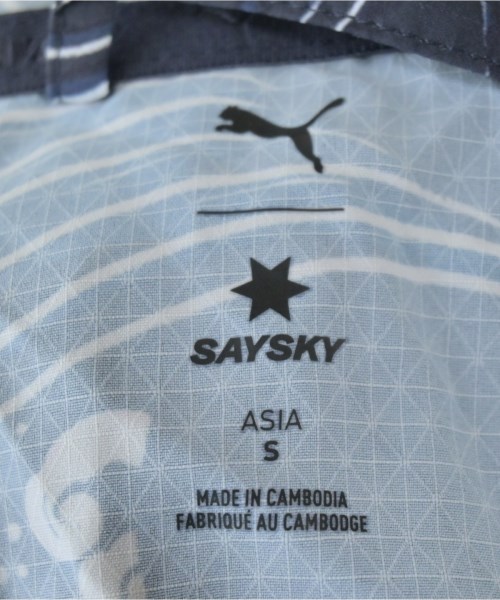 SAYSKY
ASIA
S
MADE IN CAMBODIA
FABRIQUÉ AU CAMBODGE